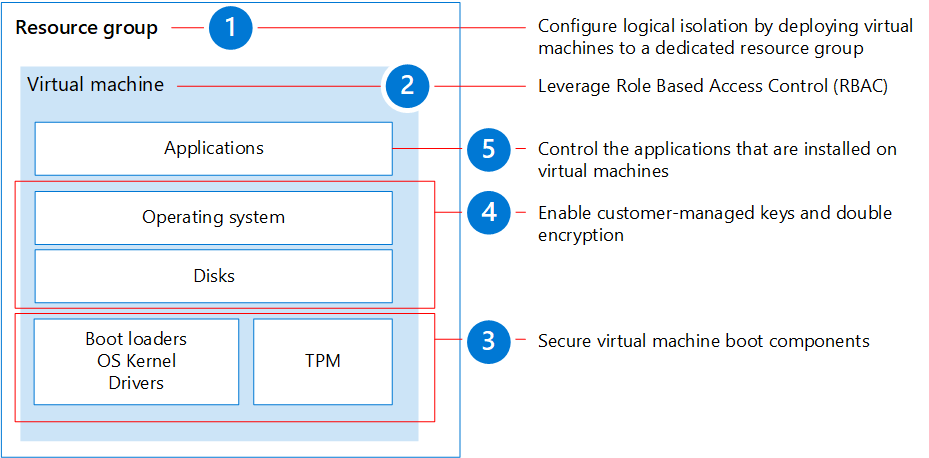 Resource group
1
Configure logical isolation by deploying virtual
machines to a dedicated resource group
Virtual machine
2
Leverage Role Based Access Control (RBAC)
Applications
5
Control the applications that are installed on
virtual machines
Operating system
4
Enable customer-managed keys and double
encryption
Disks
Boot loaders
OS Kernel
Drivers
TPM
3
Secure virtual machine boot components